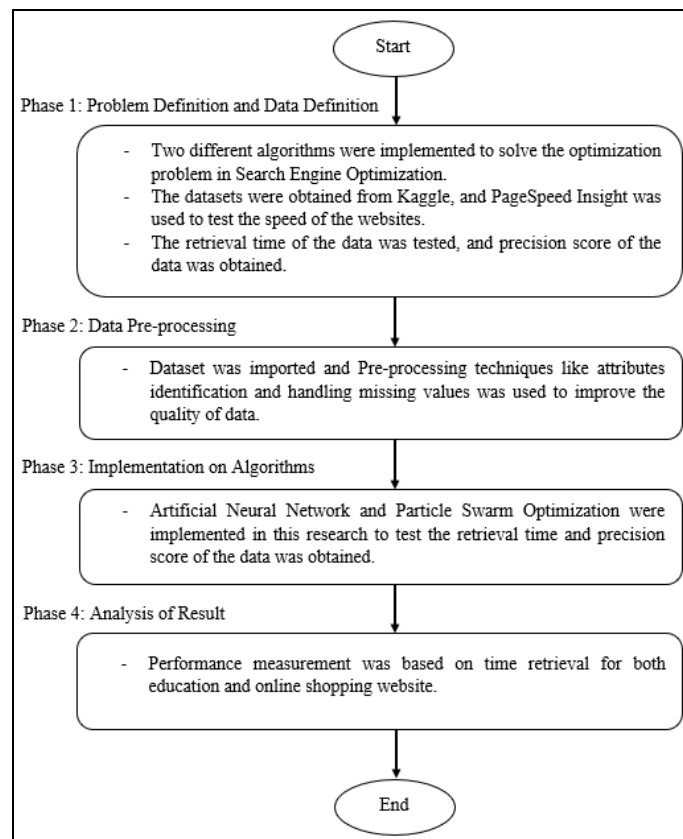 Start
Phase 1: Problem Definition and Data Definition
- Two different algorithms were implemented to solve the optimization
problem in Search Engine Optimization.
- The datasets were obtained from Kaggle, and PageSpeed Insight was
used to test the speed of the websites.
- The retrieval time of the data was tested, and precision score of the
data was obtained.
Phase 2: Data Pre-processing
- Dataset was imported and Pre-processing techniques like attributes
identification and handling missing values was used to improve the
quality of data.
Phase 3: Implementation on Algorithms
- Artificial Neural Network and Particle Swarm Optimization were
implemented in this research to test the retrieval time and precision
score of the data was obtained.
Phase 4: Analysis of Result
- Performance measurement was based on time retrieval for both
education and online shopping website.
End